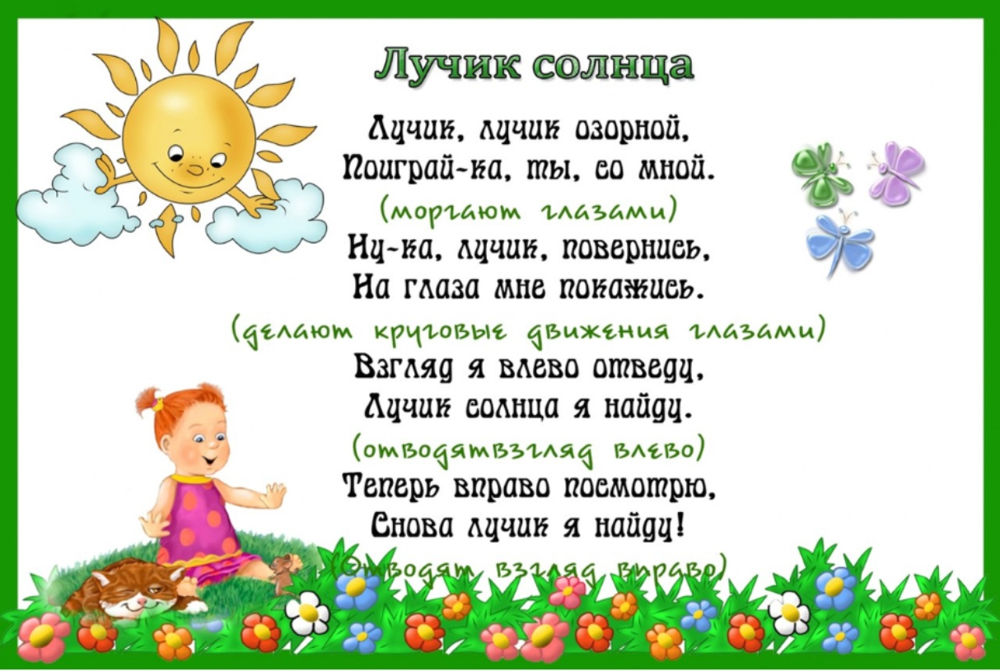 Лучик солнца
Лучик, лучик озорной,
Поиграй-ка, ты, со мной.
(моргают глазами)
Ну-ка, лучик, повернись,
На глаза мне покажись.
(делают круговые движения глазами)
Взгляд я влево отведу,
Лучик солнца я найду.
(отводятвзгляд влево)
Теперь вправо посмотрю,
Снова лучик я найду!
(Отводят взгляд вправо)